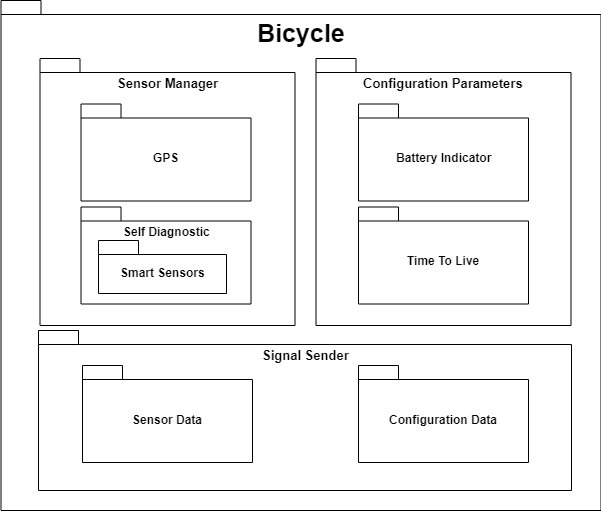 Bicycle
Sensor Manager
GPS
Self Diagnostic
Smart Sensors
Configuration Parameters
Battery Indicator
Time To Live
Signal Sender
Sensor Data
Configuration Data